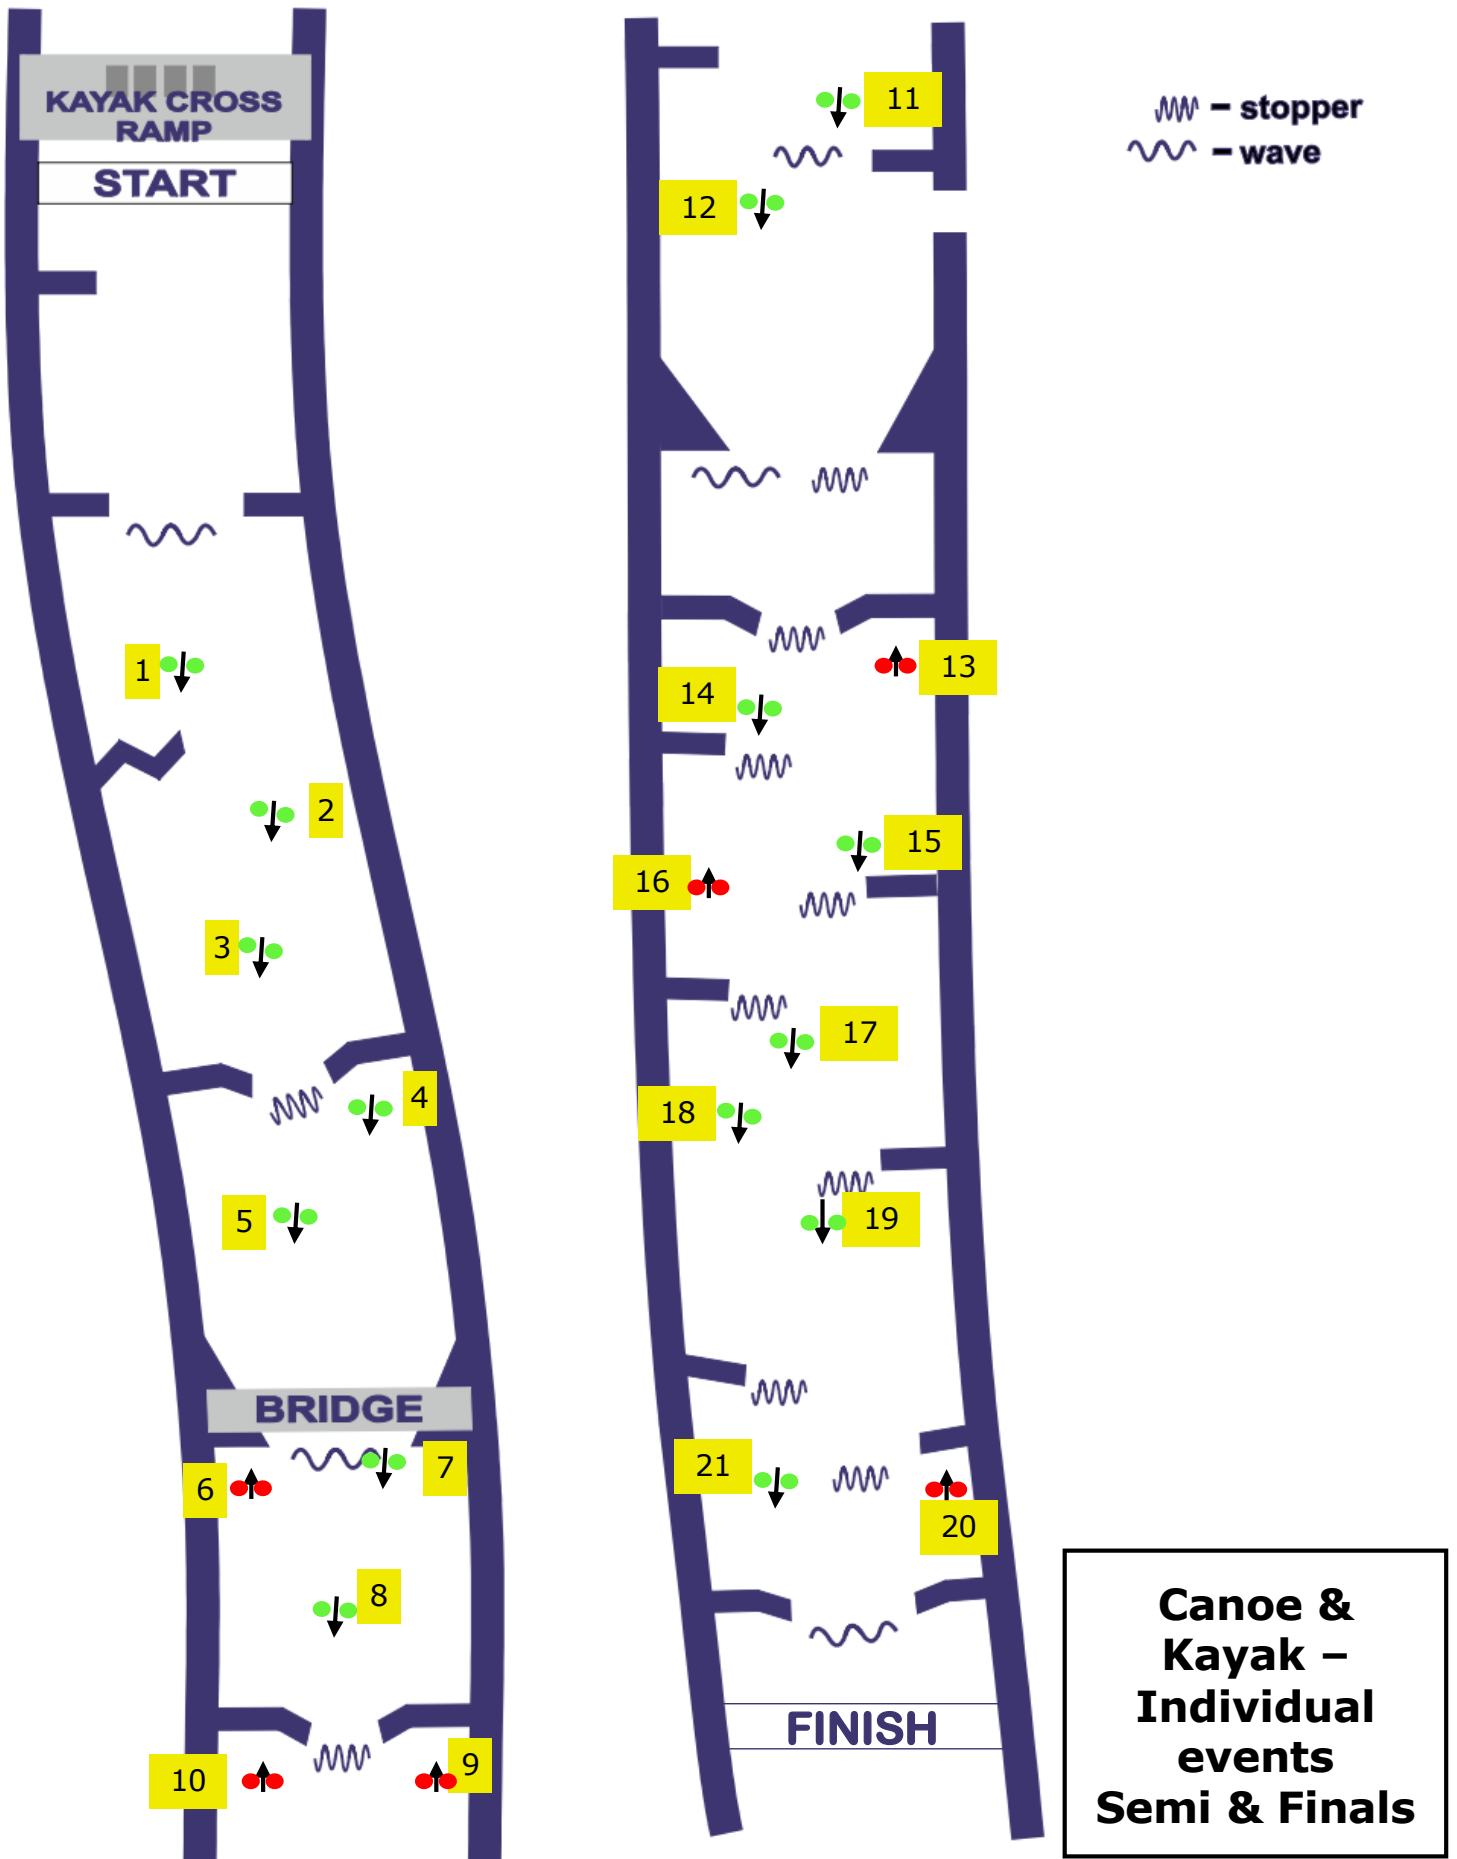 KAYAK CROSS
RAMP
START
1
2
3
4
5
BRIDGE
6
7
8
9
10
11
12
13
14
15
16
17
18
19
20
21
FINISH
– stopper
– wave
Canoe &
Kayak –
Individual
events
Semi & Finals